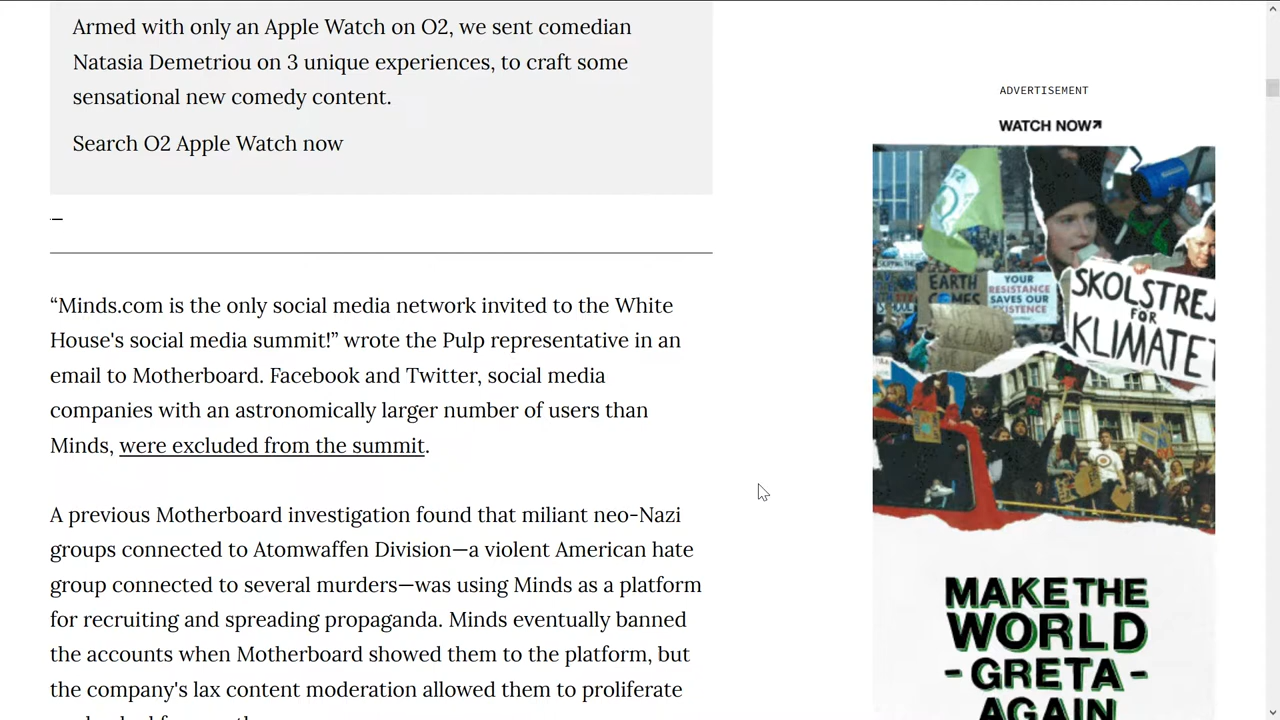 Armed with only an Apple Watch on O2, we sent comedian
Natasia Demetriou on 3 unique experiences, to craft some
sensational new comedy content.
Search O2 Apple Watch now
“Minds.com is the only social media network invited to the White
House's social media summit!” wrote the Pulp representative in an
email to Motherboard. Facebook and Twitter, social media
companies with an astronomically larger number of users than
Minds, were excluded from the summit.
A previous Motherboard investigation found that miliant neo-Nazi
groups connected to Atomwaffen Division—a violent American hate
group connected to several murders—was using Minds as a platform
for recruiting and spreading propaganda. Minds eventually banned
the accounts when Motherboard showed them to the platform, but
the company's lax content moderation allowed them to proliferate
ADVERTISEMENT
WATCH NOW
EARTH
COMES
YOUR
RESISTANCE
SAVES OUR
EXISTENCE
SKOLSTREJ
FOR
KLIMATET
MAKE THE
WORLD
- GRETA -
AGAIN